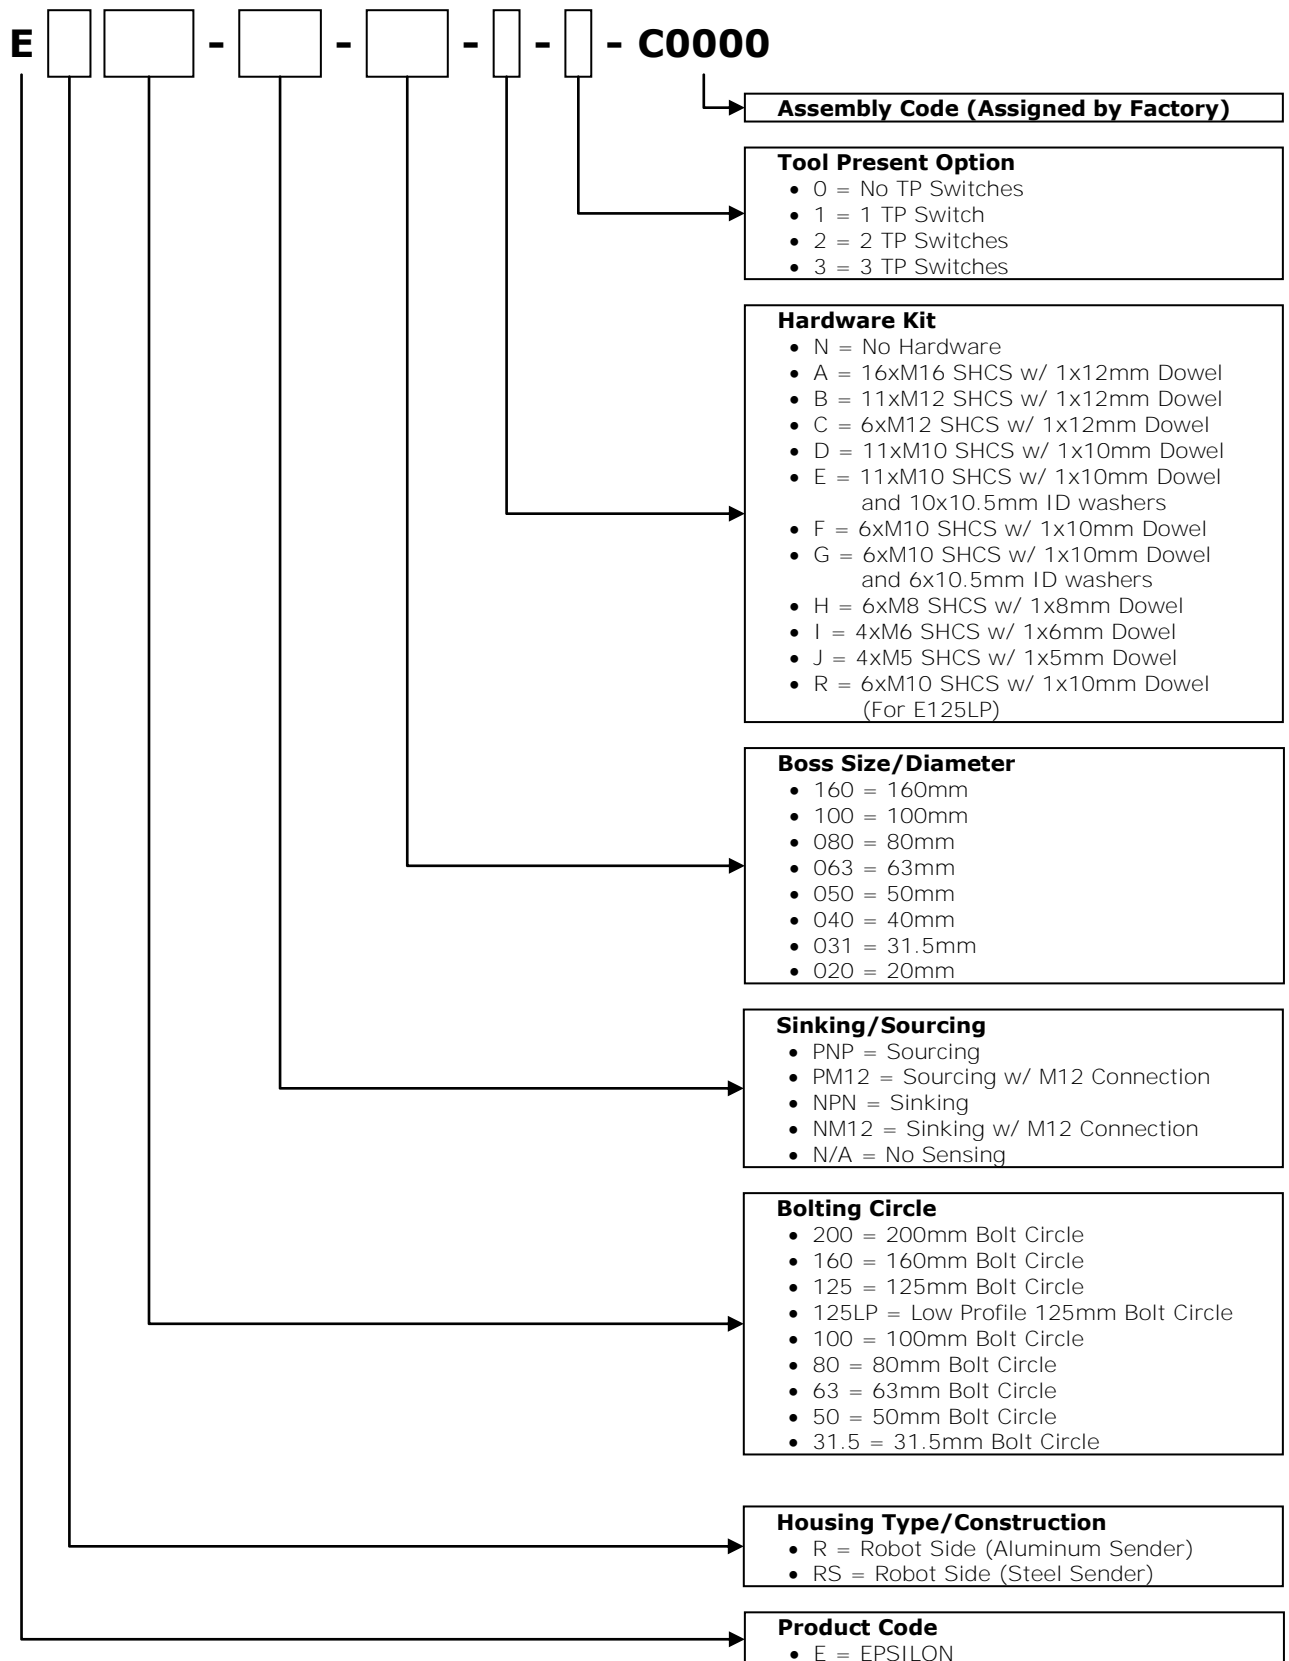 E - - - - - C0000
Assembly Code (Assigned by Factory)
Tool Present Option
• 0 = No TP Switches
• 1 = 1 TP Switch
• 2 = 2 TP Switches
• 3 = 3 TP Switches
Hardware Kit
• N = No Hardware
• A = 16xM16 SHCS w/ 1x12mm Dowel
• B = 11xM12 SHCS w/ 1x12mm Dowel
• C = 6xM12 SHCS w/ 1x12mm Dowel
• D = 11xM10 SHCS w/ 1x10mm Dowel
• E = 11xM10 SHCS w/ 1x10mm Dowel
and 10x10.5mm ID washers
• F = 6xM10 SHCS w/ 1x10mm Dowel
• G = 6xM10 SHCS w/ 1x10mm Dowel
and 6x10.5mm ID washers
• H = 6xM8 SHCS w/ 1x8mm Dowel
• I = 4xM6 SHCS w/ 1x6mm Dowel
• J = 4xM5 SHCS w/ 1x5mm Dowel
• R = 6xM10 SHCS w/ 1x10mm Dowel
(For E125LP)
Boss Size/Diameter
• 160 = 160mm
• 100 = 100mm
• 080 = 80mm
• 063 = 63mm
• 050 = 50mm
• 040 = 40mm
• 031 = 31.5mm
• 020 = 20mm
Sinking/Sourcing
• PNP = Sourcing
• PM12 = Sourcing w/ M12 Connection
• NPN = Sinking
• NM12 = Sinking w/ M12 Connection
• N/A = No Sensing
Bolting Circle
• 200 = 200mm Bolt Circle
• 160 = 160mm Bolt Circle
• 125 = 125mm Bolt Circle
• 125LP = Low Profile 125mm Bolt Circle
• 100 = 100mm Bolt Circle
• 80 = 80mm Bolt Circle
• 63 = 63mm Bolt Circle
• 50 = 50mm Bolt Circle
• 31.5 = 31.5mm Bolt Circle
Housing Type/Construction
• R = Robot Side (Aluminum Sender)
• RS = Robot Side (Steel Sender)
Product Code
• E = EPSILON